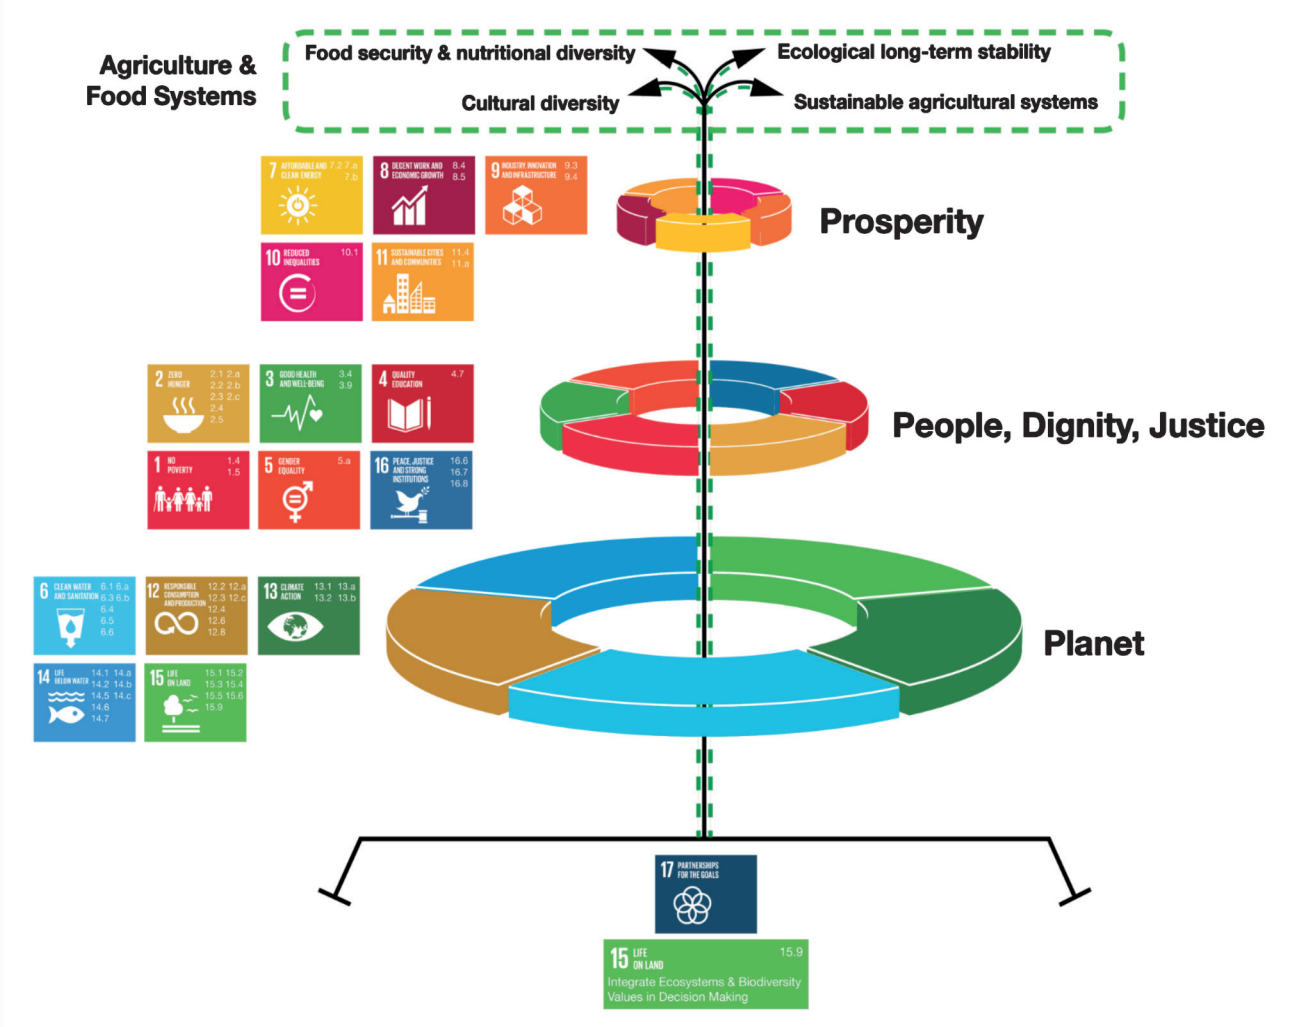 Agriculture &
Food Systems
Food security & nutritional diversity
Ecological long-term stability
Cultural diversity
Sustainable agricultural systems
7 AFFORDABLE AND CLEAN ENERGY
7.2 7.a
7.b
8 DECENT WORK AND ECONOMIC GROWTH
8.4
8.5
9 INDUSTRY, INNOVATION AND INFRASTRUCTURE
9.3
9.4
10 REDUCED INEQUALITIES
10.1
11 SUSTAINABLE CITIES AND COMMUNITIES
11.4
11.a
Prosperity
2 ZERO HUNGER
2.1 2.a
2.2 2.b
2.3 2.c
2.4
2.5
3 GOOD HEALTH AND WELL-BEING
3.4
3.9
4 QUALITY EDUCATION
4.7
1 NO POVERTY
1.4
1.5
5 GENDER EQUALITY
5.a
16 PEACE, JUSTICE AND STRONG INSTITUTIONS
16.6
16.7
16.8
People, Dignity, Justice
6 CLEAN WATER AND SANITATION
6.1 6.a
6.3 6.b
6.4
6.5
6.6
12 RESPONSIBLE CONSUMPTION AND PRODUCTION
12.2 12.a
12.3 12.c
12.4
12.6
12.8
13 CLIMATE ACTION
13.1 13.a
13.2 13.b
14 LIFE BELOW WATER
14.1 14.a
14.2 14.b
14.5 14.c
14.6
14.7
15 LIFE ON LAND
15.1 15.2
15.3 15.4
15.5 15.6
15.9
Planet
17 PARTNERSHIPS FOR THE GOALS
15 LIFE ON LAND
15.9
Integrate Ecosystems & Biodiversity
Values in Decision Making